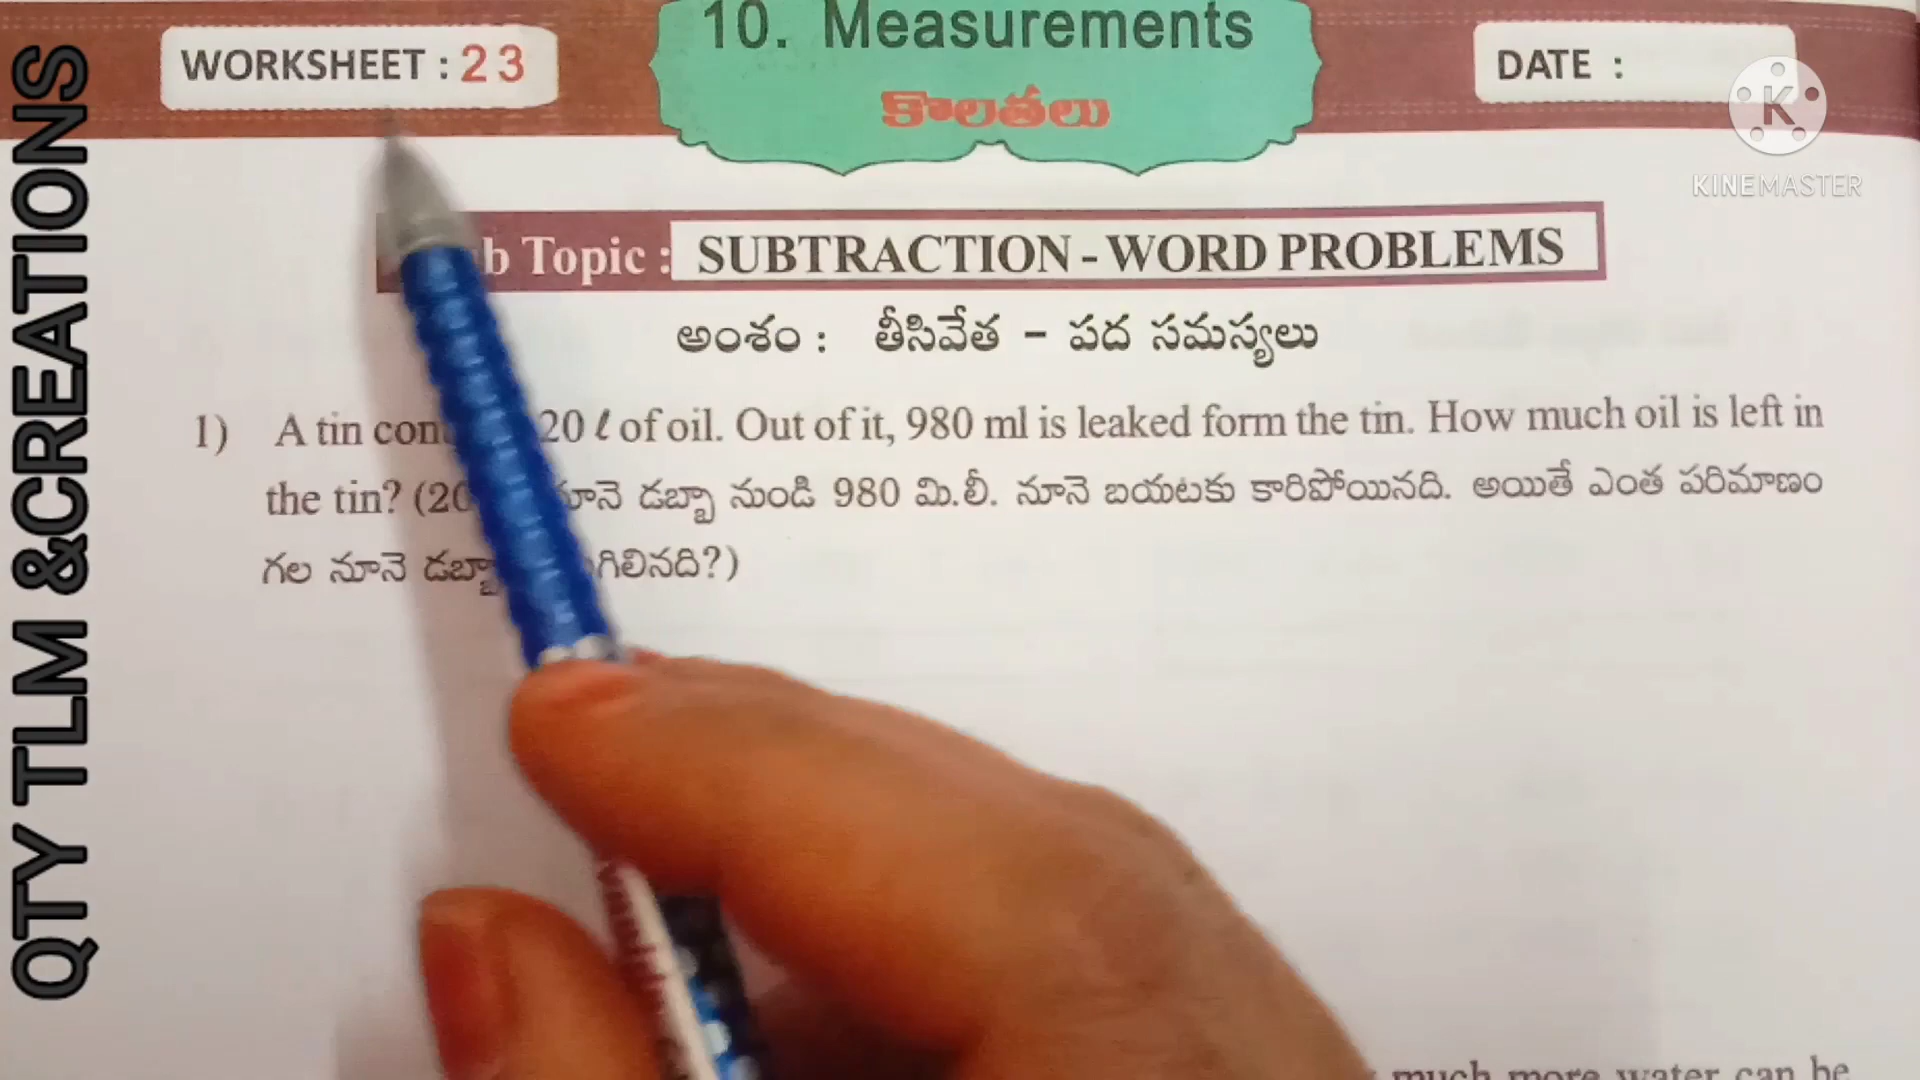 QTY TLM &CREATIONS
WORKSHEET : 23
10. Measurements
కొలతలు
DATE :
KINEMASTER
Topic : SUBTRACTION - WORD PROBLEMS
అంశం : తీసివేత - పద సమస్యలు
1) A tin 20 ℓ of oil. Out of it, 980 ml is leaked form the tin. How much oil is left in
the tin? (20 నూనె డబ్బా నుండి 980 మి.లీ. నూనె బయటకు కారిపోయినది. అయితే ఎంత పరిమాణం
గల నూనె డబ్బా
much more water can be